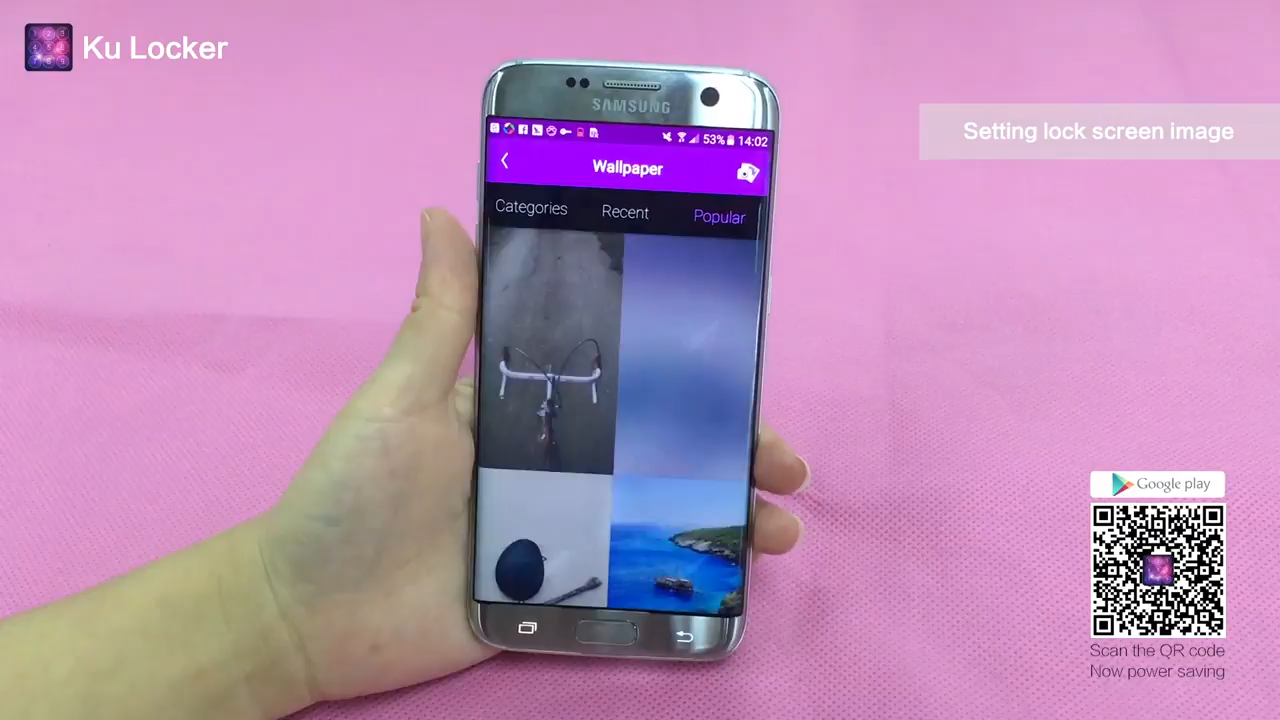 Ku Locker
SAMSUNG
53% 14:02
Setting lock screen image
Wallpaper
Categories Recent Popular
Google play
Scan the QR code
Now power saving